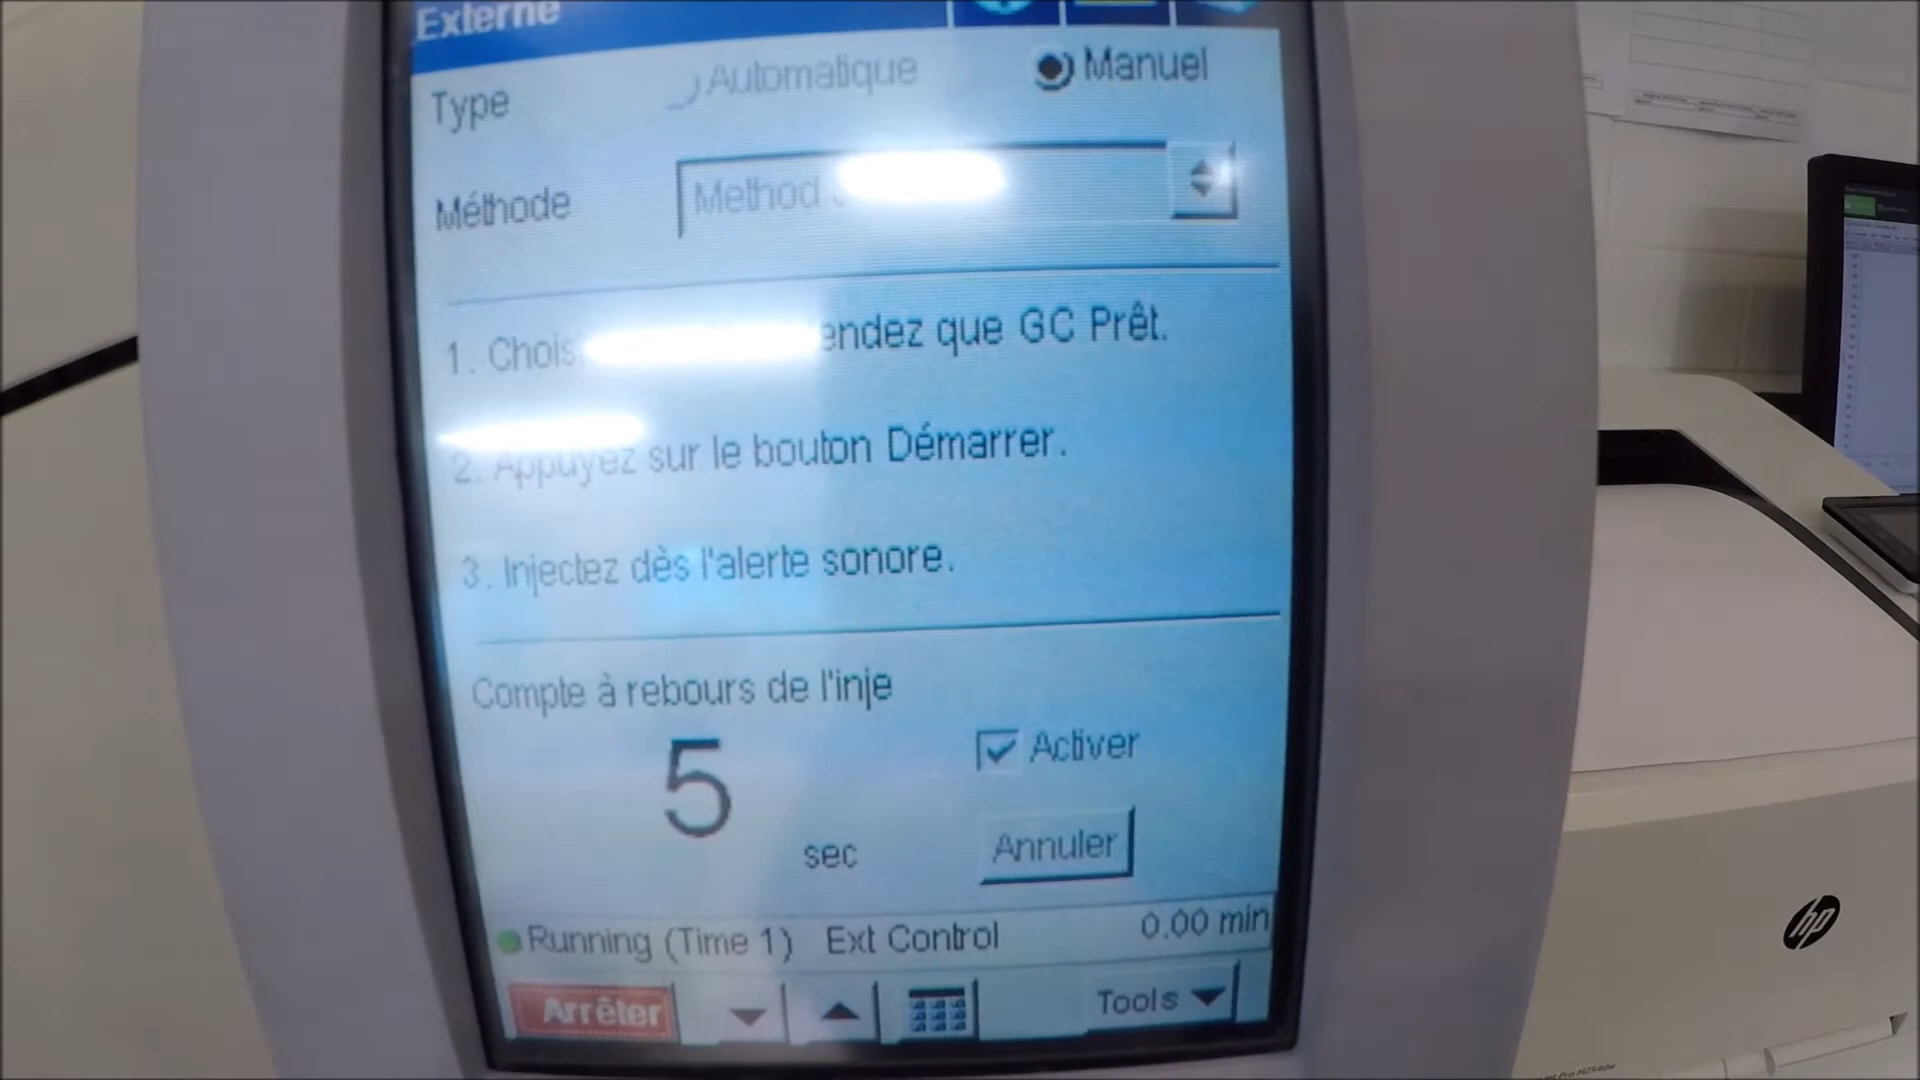 Externe
Type Automatique Manuel
Méthode Method
1. endez que GC Prêt.
2. Appuyez sur le bouton Démarrer.
3. Injectez dès l'alerte sonore.
Compte à rebours de l'inje
5 sec
Activer
Annuler
Running (Time 1) Ext Control 0.00 min
Arrêter Tools
hp